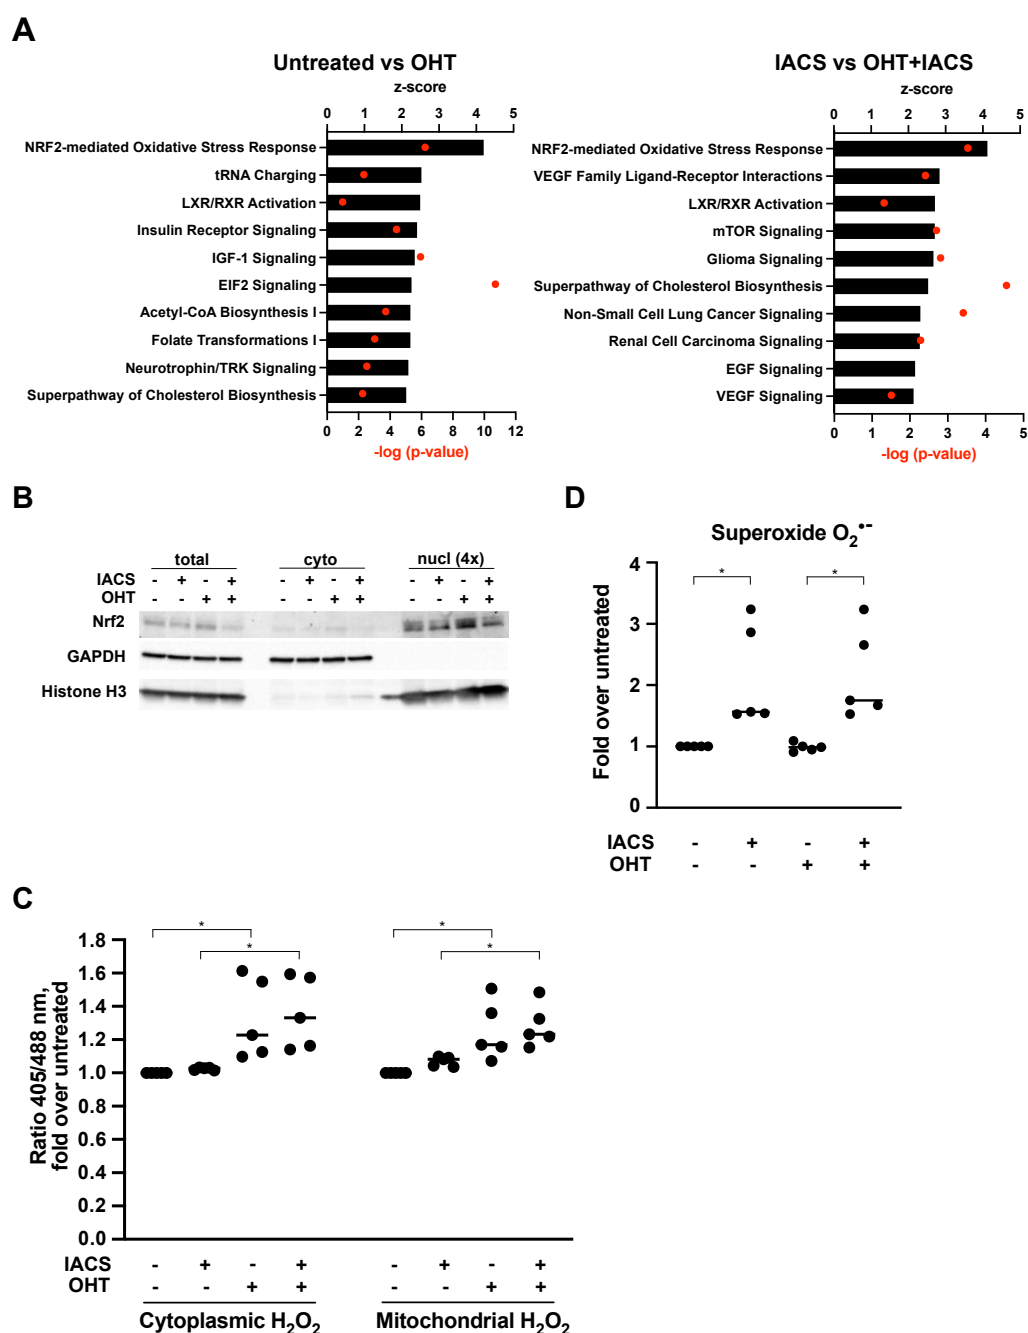 A
Untreated vs OHT
z-score
0 1 2 3 4 5
NRF2-mediated Oxidative Stress Response
tRNA Charging
LXR/RXR Activation
Insulin Receptor Signaling
IGF-1 Signaling
EIF2 Signaling
Acetyl-CoA Biosynthesis I
Folate Transformations I
Neurotrophin/TRK Signaling
Superpathway of Cholesterol Biosynthesis
0 2 4 6 8 10 12
-log (p-value)
IACS vs OHT+IACS
z-score
0 1 2 3 4 5
NRF2-mediated Oxidative Stress Response
VEGF Family Ligand-Receptor Interactions
LXR/RXR Activation
mTOR Signaling
Glioma Signaling
Superpathway of Cholesterol Biosynthesis
Non-Small Cell Lung Cancer Signaling
Renal Cell Carcinoma Signaling
EGF Signaling
VEGF Signaling
0 1 2 3 4 5
-log (p-value)
B
total cyto nucl (4x)
IACS - + - + - + - + - + - +
OHT - - + + - - + + - - + +
Nrf2
GAPDH
Histone H3
D
Superoxide O₂•-
Fold over untreated
4
3
2
1
0
* *
IACS - + - +
OHT - - + +
C
Ratio 405/488 nm,
fold over untreated
1.8
1.6
1.4
1.2
1.0
0.8
0.6
0.4
0.2
0.0
* * * *
IACS - + - + - + - +
OHT - - + + - - + +
Cytoplasmic H₂O₂ Mitochondrial H₂O₂